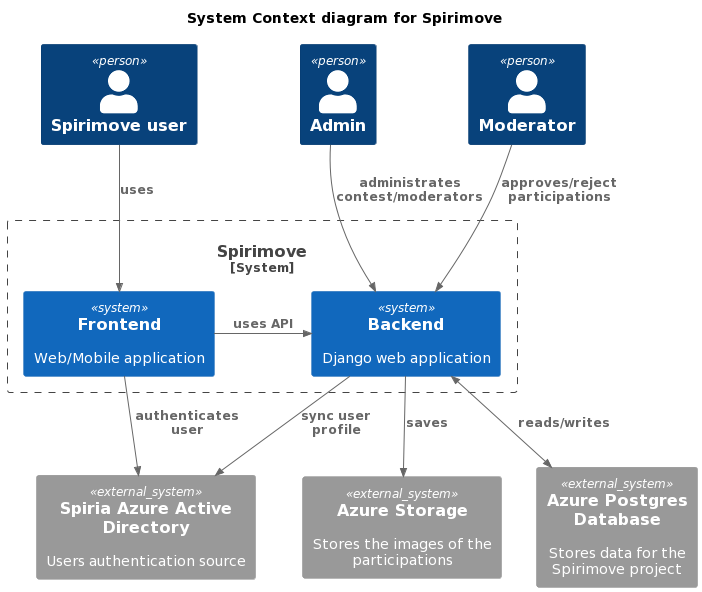 System Context diagram for Spirimove
«person»
Spirimove user
«person»
Admin
«person»
Moderator
uses
administrates
contest/moderators
approves/reject
participations
Spirimove
[System]
«system»
Frontend
Web/Mobile application
uses API
«system»
Backend
Django web application
authenticates
user
sync user
profile
saves
reads/writes
«external_system»
Spiria Azure Active
Directory
Users authentication source
«external_system»
Azure Storage
Stores the images of the
participations
«external_system»
Azure Postgres
Database
Stores data for the
Spirimove project